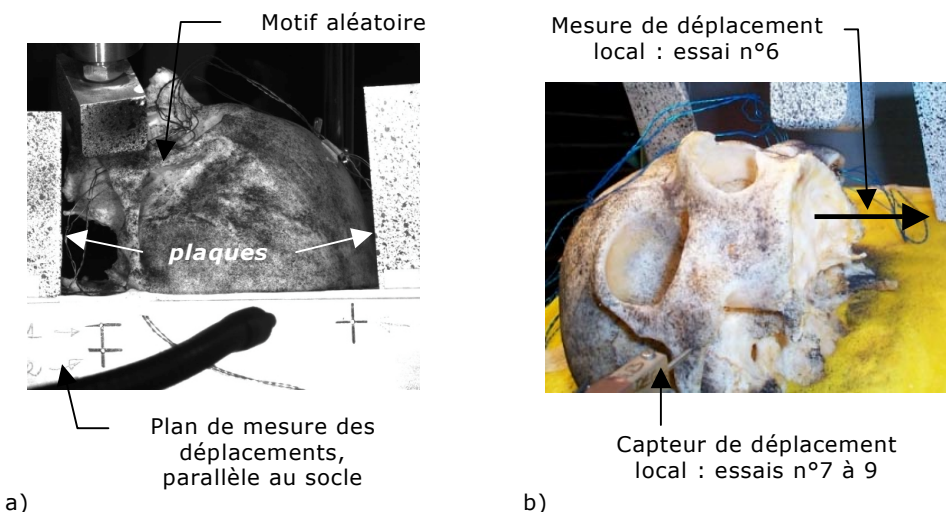 Motif aléatoire
plaques
Plan de mesure des
déplacements,
parallèle au socle
a)
Mesure de déplacement
local : essai n°6
Capteur de déplacement
local : essais n°7 à 9
b)